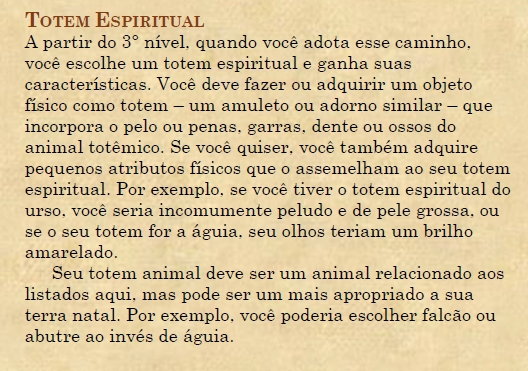 TOTEM ESPIRITUAL
A partir do 3° nível, quando você adota esse caminho,
você escolhe um totem espiritual e ganha suas
características. Você deve fazer ou adquirir um objeto
físico como totem – um amuleto ou adorno similar – que
incorpora o pelo ou penas, garras, dente ou ossos do
animal totêmico. Se você quiser, você também adquire
pequenos atributos físicos que o assemelham ao seu totem
espiritual. Por exemplo, se você tiver o totem espiritual do
urso, você seria incomumente peludo e de pele grossa, ou
se o seu totem for a águia, seu olhos teriam um brilho
amarelado.
Seu totem animal deve ser um animal relacionado aos
listados aqui, mas pode ser um mais apropriado a sua
terra natal. Por exemplo, você poderia escolher falcão ou
abutre ao invés de águia.